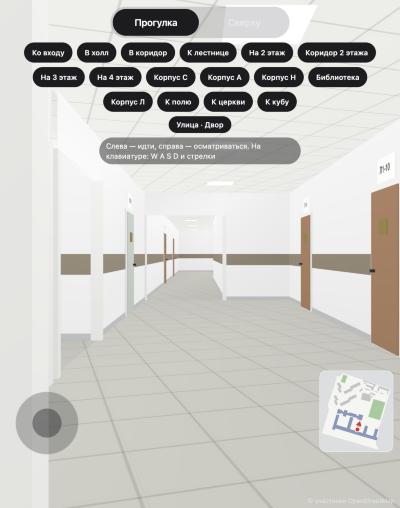 Прогулка
Сверху
Ко входу
В холл
В коридор
К лестнице
На 2 этаж
Коридор 2 этажа
На 3 этаж
На 4 этаж
Корпус С
Корпус А
Корпус Н
Библиотека
Корпус Л
К полю
К церкви
К кубу
Улица · Двор
Слева — идти, справа — осматриваться. На
клавиатуре: W A S D и стрелки
© участники OpenStreetMap